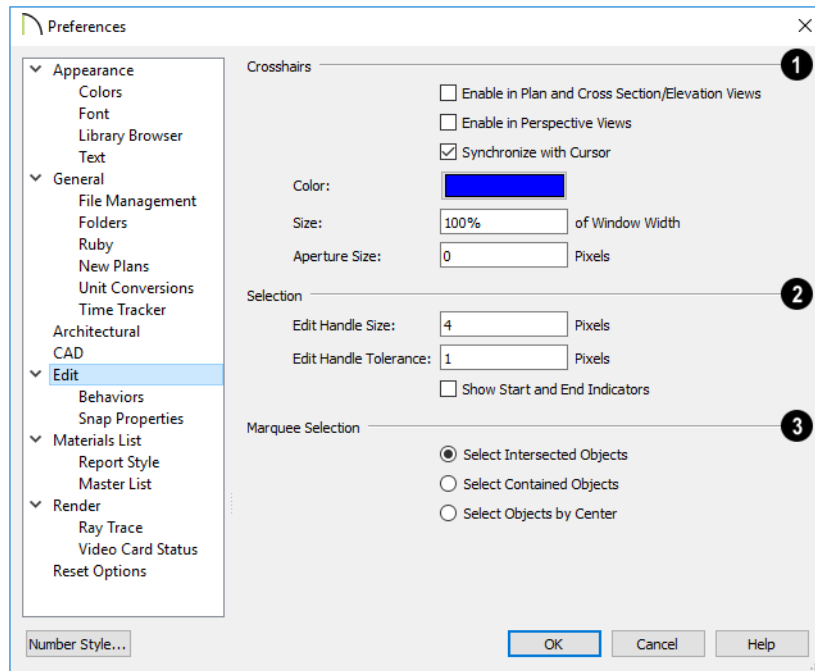 Preferences
Appearance
Colors
Font
Library Browser
Text
General
File Management
Folders
Ruby
New Plans
Unit Conversions
Time Tracker
Architectural
CAD
Edit
Behaviors
Snap Properties
Materials List
Report Style
Master List
Render
Ray Trace
Video Card Status
Reset Options
Crosshairs 1
Enable in Plan and Cross Section/Elevation Views
Enable in Perspective Views
Synchronize with Cursor
Color:
Size: 100% of Window Width
Aperture Size: 0 Pixels
Selection 2
Edit Handle Size: 4 Pixels
Edit Handle Tolerance: 1 Pixels
Show Start and End Indicators
Marquee Selection 3
Select Intersected Objects
Select Contained Objects
Select Objects by Center
Number Style... OK Cancel Help